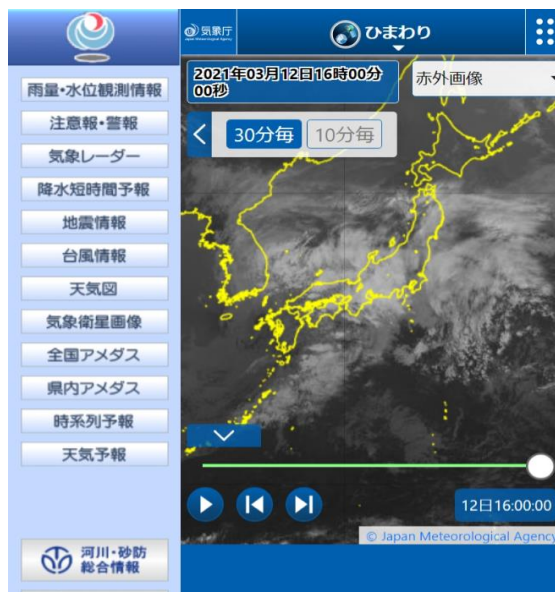 雨量・水位観測情報
注意報・警報
気象レーダー
降水短時間予報
地震情報
台風情報
天気図
気象衛星画像
全国アメダス
県内アメダス
時系列予報
天気予報
河川・砂防
総合情報
気象庁
Japan Meteorological Agency
ひまわり
2021年03月12日16時00分
00秒
赤外画像
30分毎
10分毎
12日16:00:00
© Japan Meteorological Agency